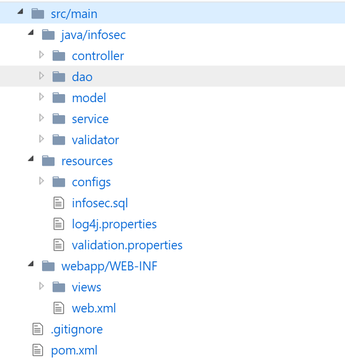 src/main
java/infosec
controller
dao
model
service
validator
resources
configs
infosec.sql
log4j.properties
validation.properties
webapp/WEB-INF
views
web.xml
.gitignore
pom.xml